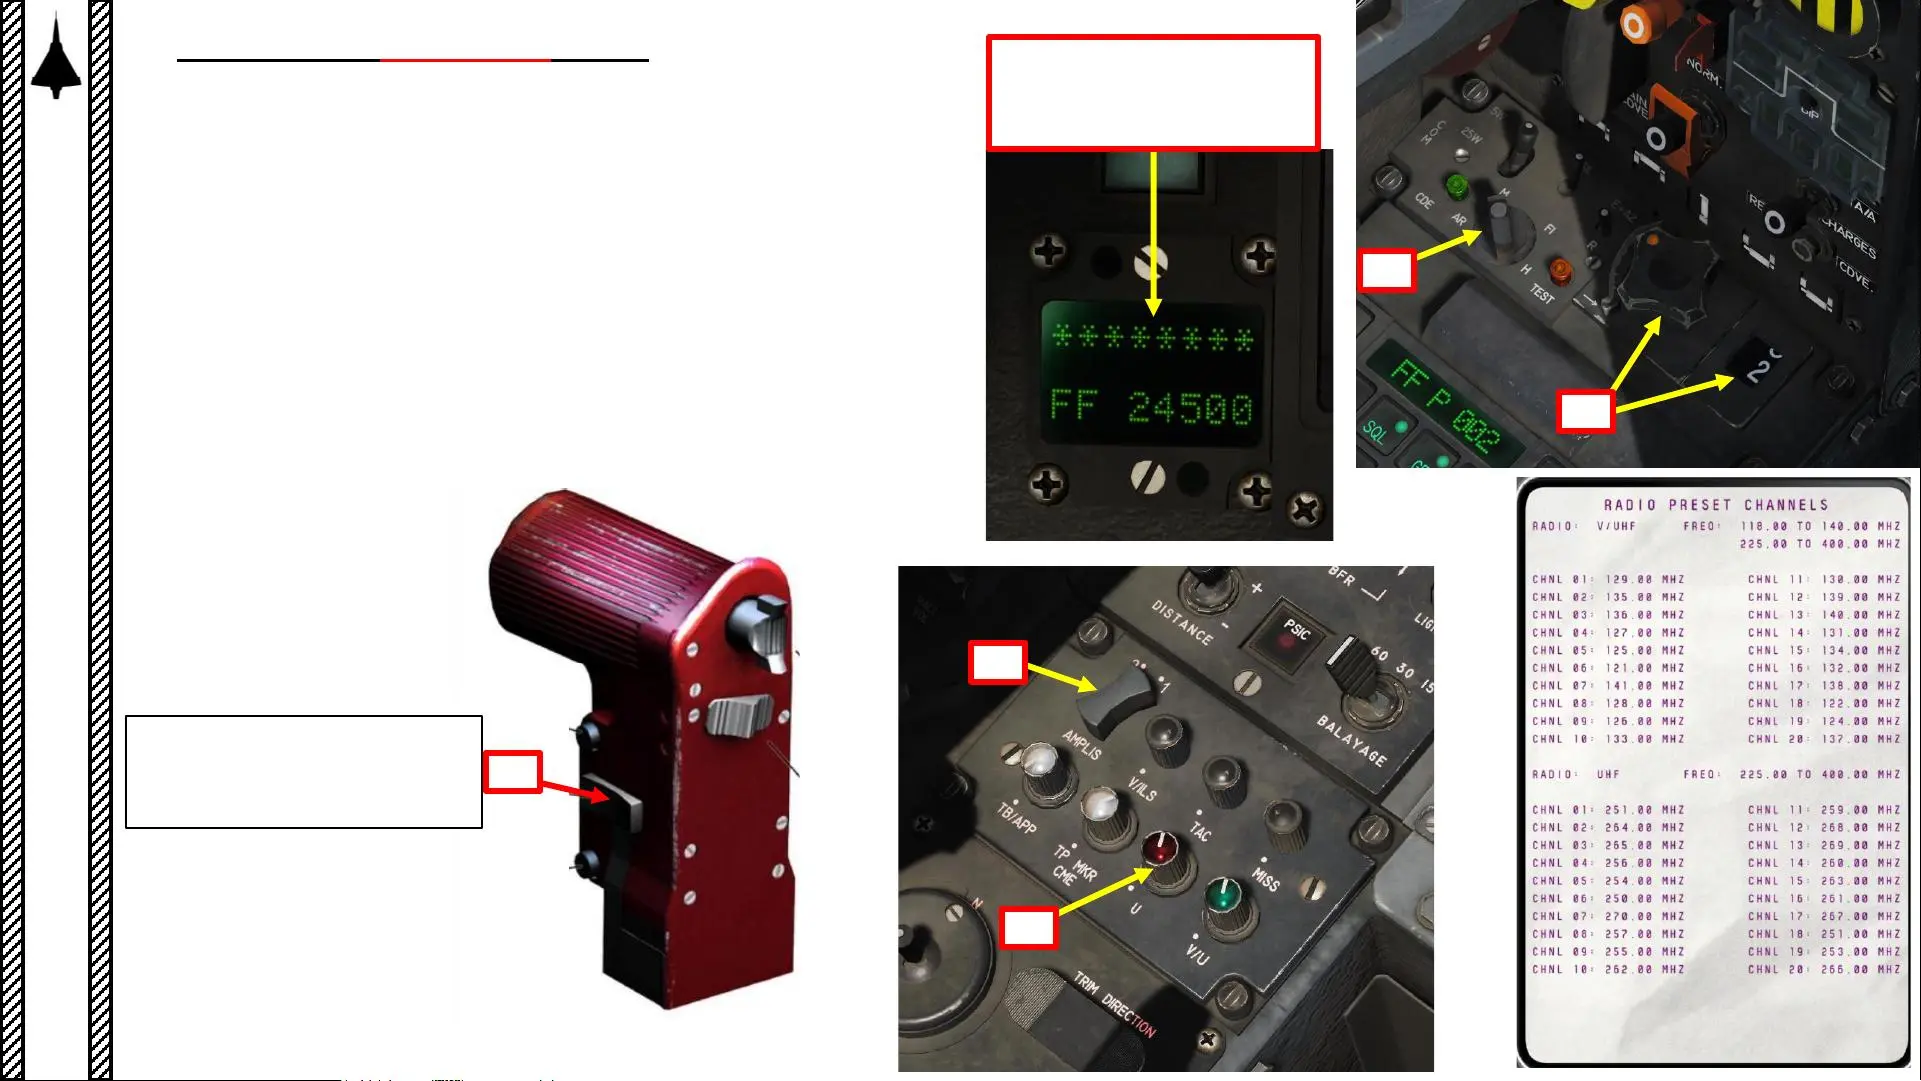 ********
FF 24500
NORM.
5W
25W
M
CDE
AR
FI
H
TEST
R
E+A2
A/A
CHARGES
CDVE.
2
FF P 002
SQL
DISTANCE
+
-
BFR
PSIC
60 30 15
BALAYAGE
1
AMPLIS
V/ILS
TB/APP
TAC
TP MKR
CME
MISS
U
V/U
N
TRIM DIRECTION
RADIO PRESET CHANNELS
RADIO: V/UHF FREQ: 118.00 TO 140.00 MHZ
225.00 TO 400.00 MHZ
CHNL 01: 129.00 MHZ CHNL 11: 130.00 MHZ
CHNL 02: 135.00 MHZ CHNL 12: 139.00 MHZ
CHNL 03: 136.00 MHZ CHNL 13: 140.00 MHZ
CHNL 04: 127.00 MHZ CHNL 14: 131.00 MHZ
CHNL 05: 125.00 MHZ CHNL 15: 134.00 MHZ
CHNL 06: 121.00 MHZ CHNL 16: 132.00 MHZ
CHNL 07: 141.00 MHZ CHNL 17: 138.00 MHZ
CHNL 08: 128.00 MHZ CHNL 18: 122.00 MHZ
CHNL 09: 126.00 MHZ CHNL 19: 124.00 MHZ
CHNL 10: 133.00 MHZ CHNL 20: 137.00 MHZ
RADIO: UHF FREQ: 225.00 TO 400.00 MHZ
CHNL 01: 251.00 MHZ CHNL 11: 259.00 MHZ
CHNL 02: 264.00 MHZ CHNL 12: 268.00 MHZ
CHNL 03: 265.00 MHZ CHNL 13: 269.00 MHZ
CHNL 04: 256.00 MHZ CHNL 14: 260.00 MHZ
CHNL 05: 254.00 MHZ CHNL 15: 263.00 MHZ
CHNL 06: 250.00 MHZ CHNL 16: 261.00 MHZ
CHNL 07: 270.00 MHZ CHNL 17: 267.00 MHZ
CHNL 08: 257.00 MHZ CHNL 18: 251.00 MHZ
CHNL 09: 255.00 MHZ CHNL 19: 253.00 MHZ
CHNL 10: 262.00 MHZ CHNL 20: 266.00 MHZ